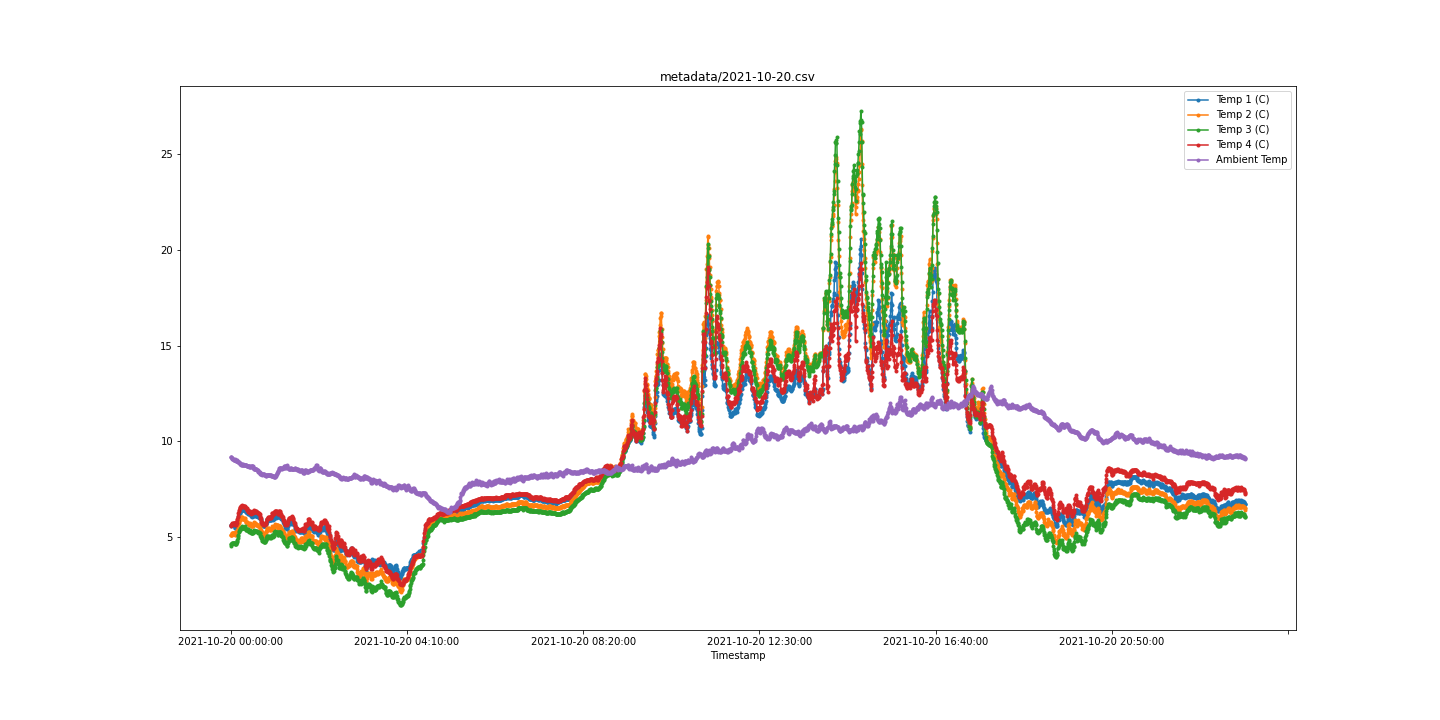 metadata/2021-10-20.csv
Temp 1 (C)
Temp 2 (C)
Temp 3 (C)
Temp 4 (C)
Ambient Temp
25
20
15
10
5
2021-10-20 00:00:00
2021-10-20 04:10:00
2021-10-20 08:20:00
2021-10-20 12:30:00
2021-10-20 16:40:00
2021-10-20 20:50:00
Timestamp